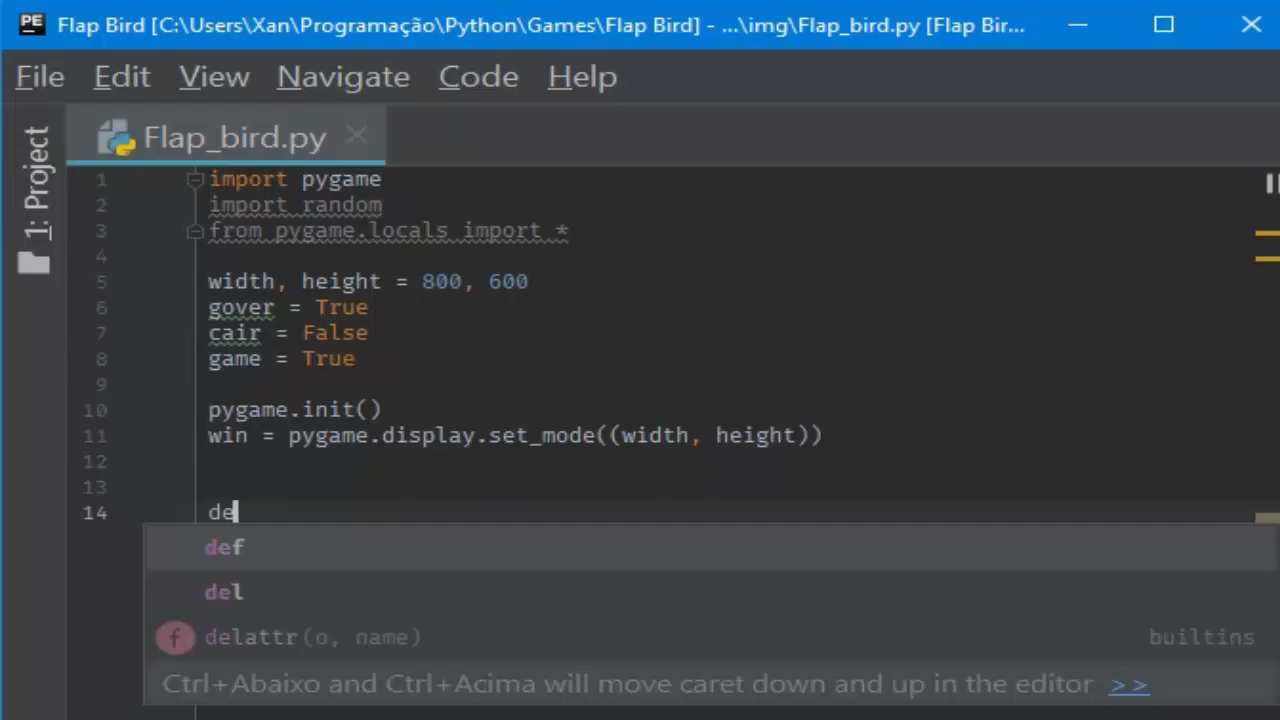 PE Flap Bird [C:\Users\Xan\Programação\Python\Games\Flap Bird] - ...\img\Flap_bird.py [Flap Bir...
File Edit View Navigate Code Help
1: Project
Flap_bird.py
1 import pygame
2 import random
3 from pygame.locals import *
4
5 width, height = 800, 600
6 gover = True
7 cair = False
8 game = True
9
10 pygame.init()
11 win = pygame.display.set_mode((width, height))
12
13
14 de
def
del
f delattr(o, name) builtins
Ctrl+Abaixo and Ctrl+Acima will move caret down and up in the editor >>